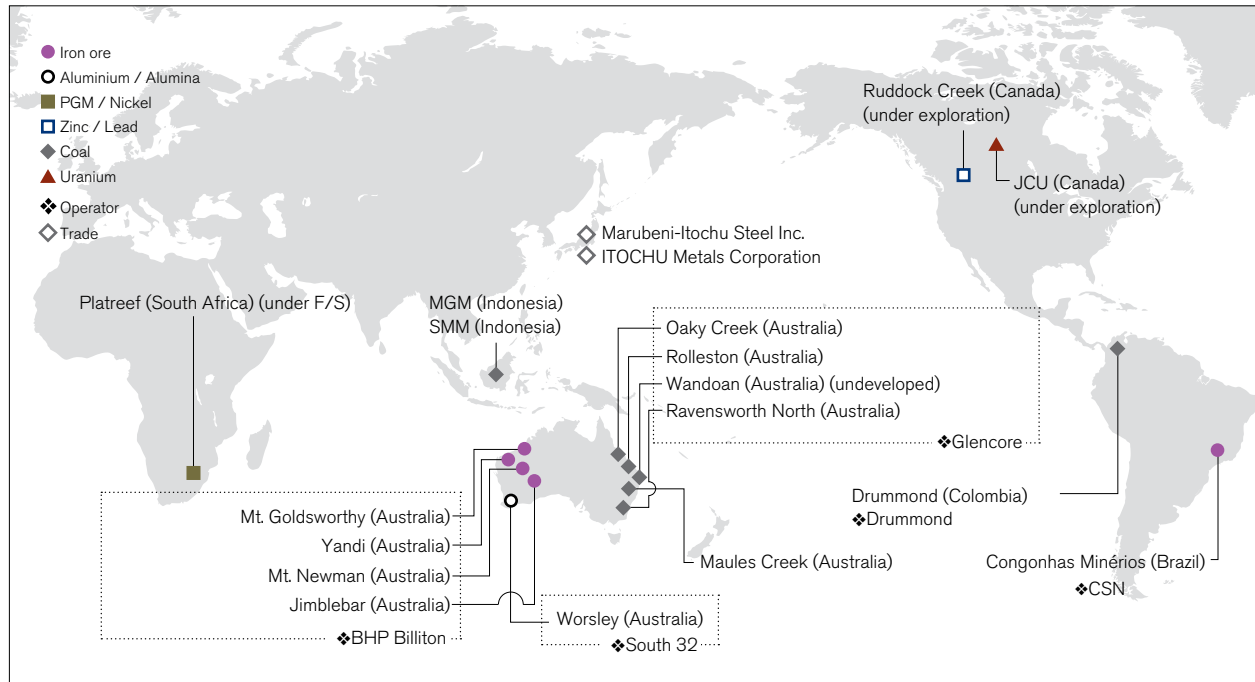 Iron ore
Aluminium / Alumina
PGM / Nickel
Zinc / Lead
Coal
Uranium
❖Operator
Trade
Ruddock Creek (Canada)
(under exploration)
JCU (Canada)
(under exploration)
Marubeni-Itochu Steel Inc.
ITOCHU Metals Corporation
Platreef (South Africa) (under F/S)
MGM (Indonesia)
SMM (Indonesia)
Oaky Creek (Australia)
Rolleston (Australia)
Wandoan (Australia) (undeveloped)
Ravensworth North (Australia)
❖Glencore
Drummond (Colombia)
❖Drummond
Mt. Goldsworthy (Australia)
Yandi (Australia)
Mt. Newman (Australia)
Jimblebar (Australia)
❖BHP Billiton
Worsley (Australia)
❖South 32
Maules Creek (Australia)
Congonhas Minérios (Brazil)
❖CSN